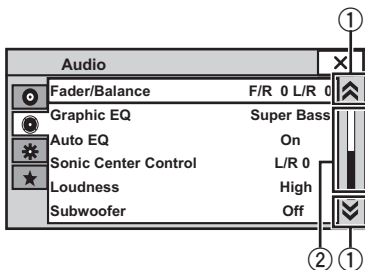 ①
Audio
Fader/Balance F/R 0 L/R 0
Graphic EQ Super Bass
Auto EQ On
Sonic Center Control L/R 0
Loudness High
Subwoofer Off
② ①